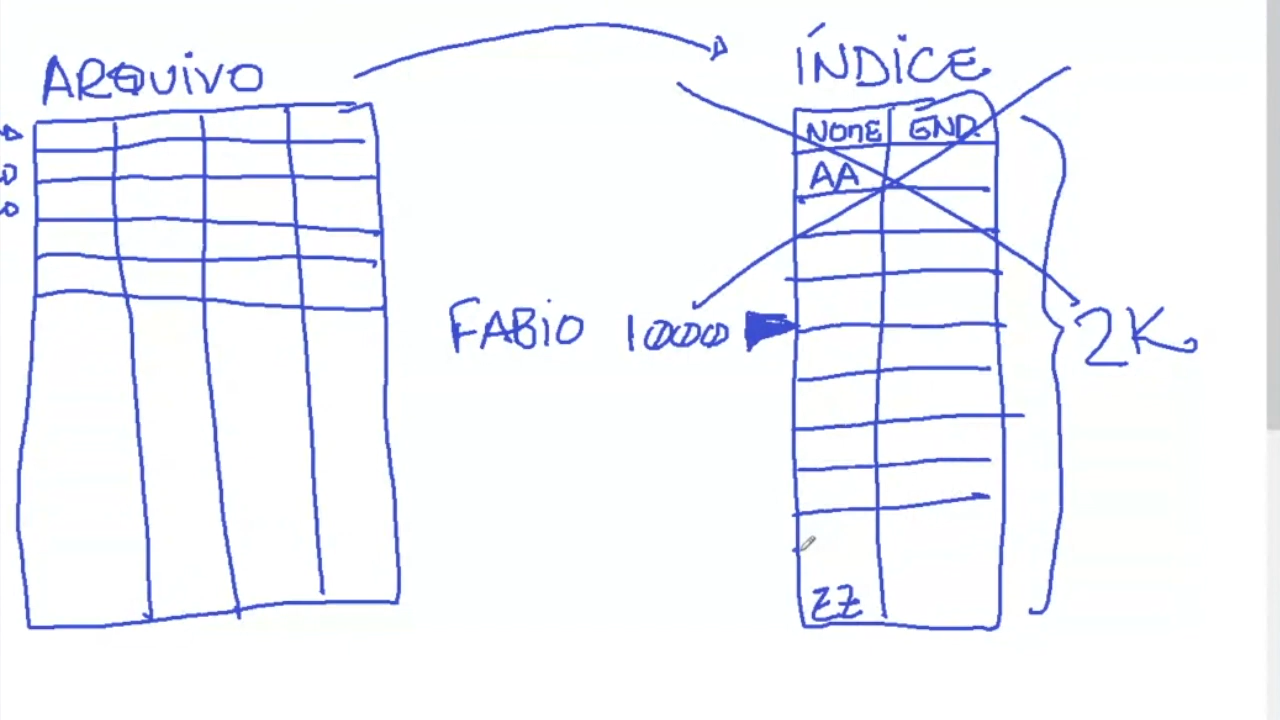 ARQUIVO
ÍNDICE
NOME END.
AA
FABIO 1000
2K
ZZ